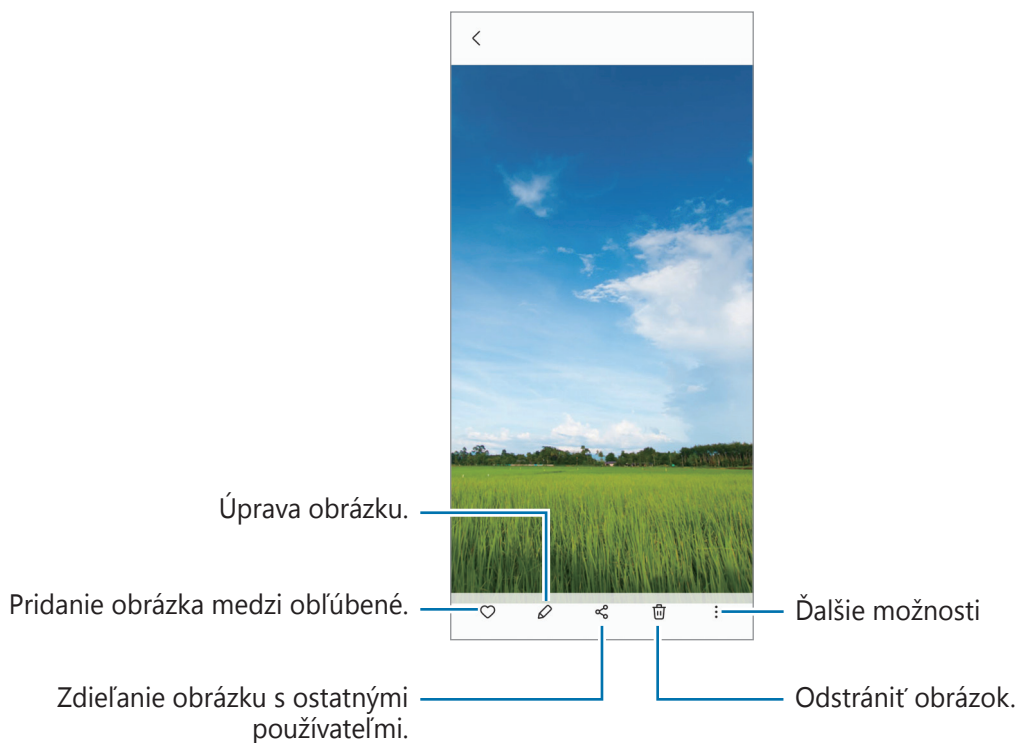 Úprava obrázku.
Pridanie obrázka medzi obľúbené.
Ďalšie možnosti
Zdieľanie obrázku s ostatnými
používateľmi.
Odstrániť obrázok.